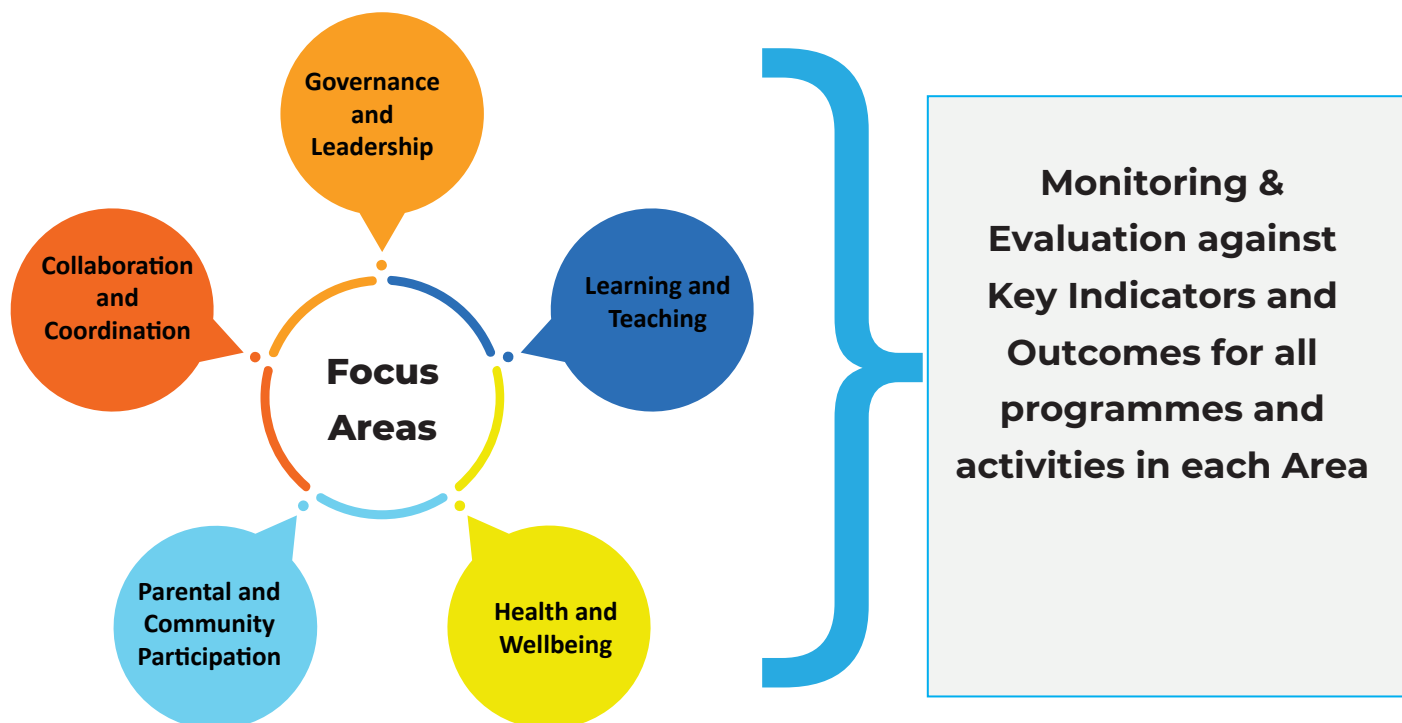 Governance
and
Leadership
Learning and
Teaching
Health and
Wellbeing
Parental and
Community
Participation
Collaboration
and
Coordination
Focus
Areas
Monitoring &
Evaluation against
Key Indicators and
Outcomes for all
programmes and
activities in each Area